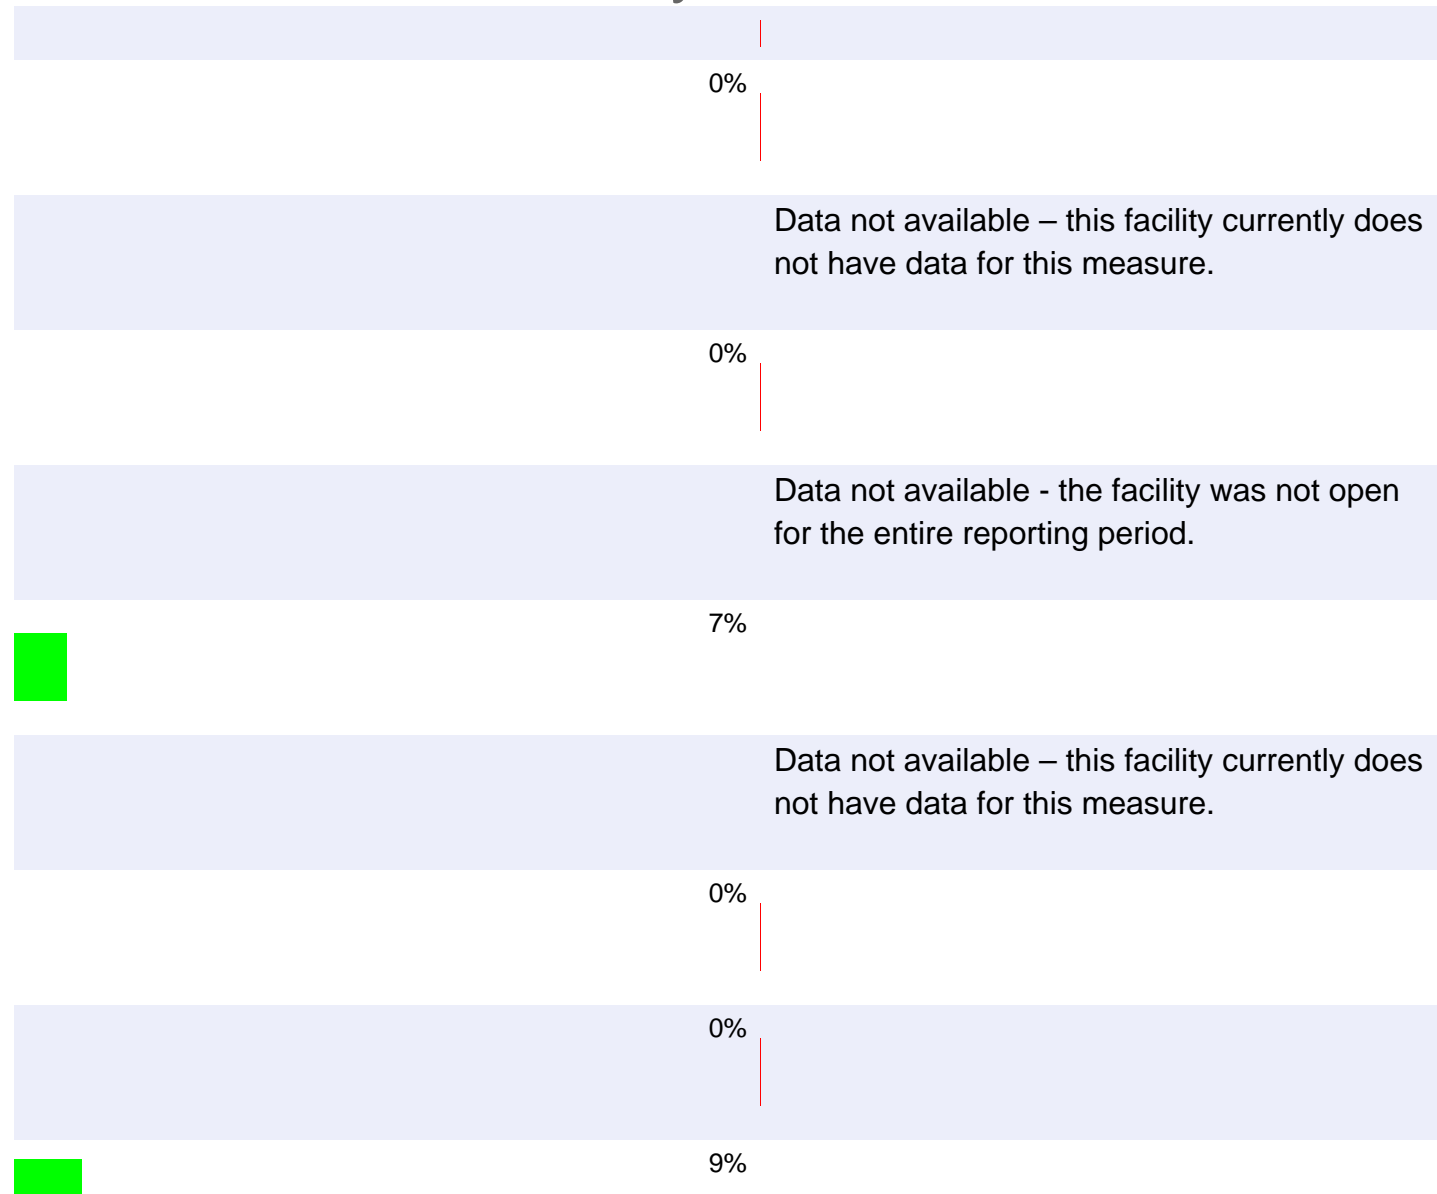 0%
Data not available – this facility currently does
not have data for this measure.
0%
Data not available - the facility was not open
for the entire reporting period.
7%
Data not available – this facility currently does
not have data for this measure.
0%
0%
9%